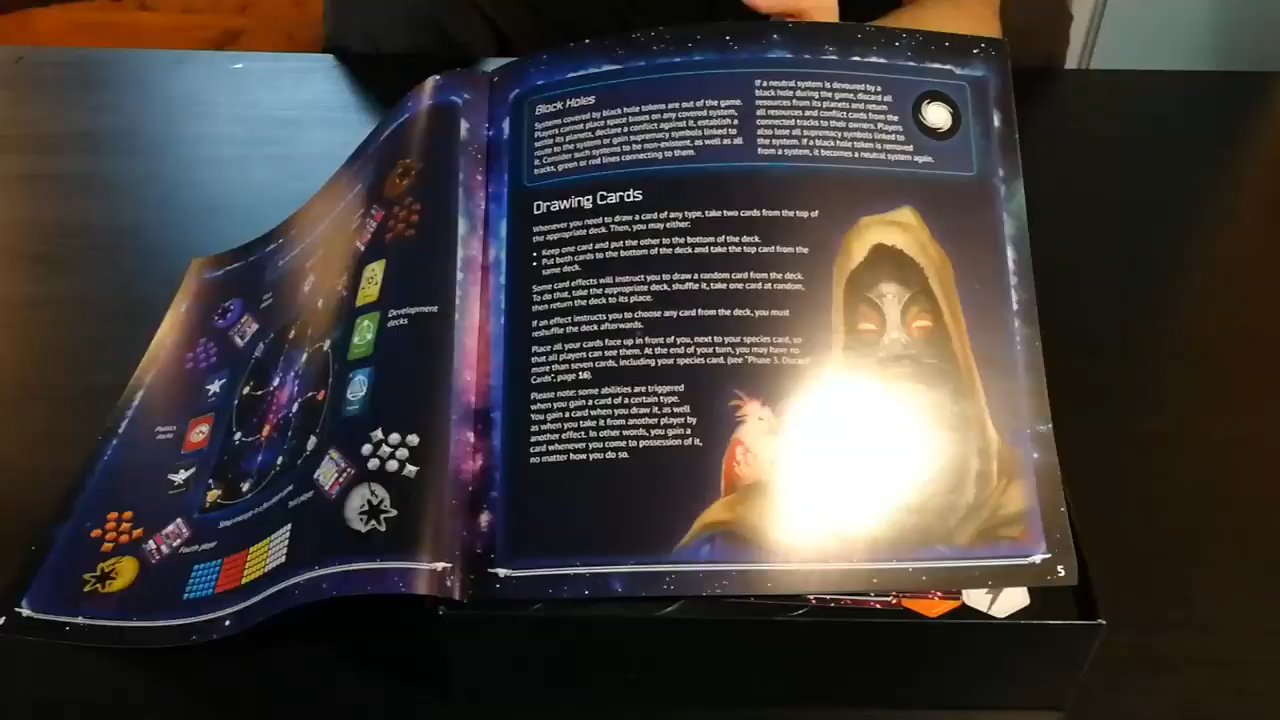 Development
decks
Politics
decks
Fourth player
Black Holes
Systems covered by black hole tokens are out of the game.
Players cannot place space bases on any covered system,
settle its planets, declare a conflict against it, establish a
route to the system or gain supremacy symbols linked to
it. Consider such systems to be non-existent, as well as all
tracks, green or red lines connecting to them.
If a neutral system is devoured by a
black hole during the game, discard all
resources from its planets and return
all resources and conflict cards from the
connected tracks to their owners. Players
also lose all supremacy symbols linked to
the system. If a black hole token is removed
from a system, it becomes a neutral system again.
Drawing Cards
Whenever you need to draw a card of any type, take two cards from the top of
the appropriate deck. Then, you may either:
• Keep one card and put the other to the bottom of the deck.
• Put both cards to the bottom of the deck and take the top card from the
same deck.
Some card effects will instruct you to draw a random card from the deck.
To do that, take the appropriate deck, shuffle it, take one card at random,
then return the deck to its place.
If an effect instructs you to choose any card from the deck, you must
reshuffle the deck afterwards.
Place all your cards face up in front of you, next to your species card, so
that all players can see them. At the end of your turn, you may have no
more than seven cards, including your species card. (see "Phase 3. Discard
Cards", page 16).
Please note: some abilities are triggered
when you gain a card of a certain type.
You gain a card when you draw it, as well
as when you take it from another player by
another effect. In other words, you gain a
card whenever you come to possession of it,
no matter how you do so.
5